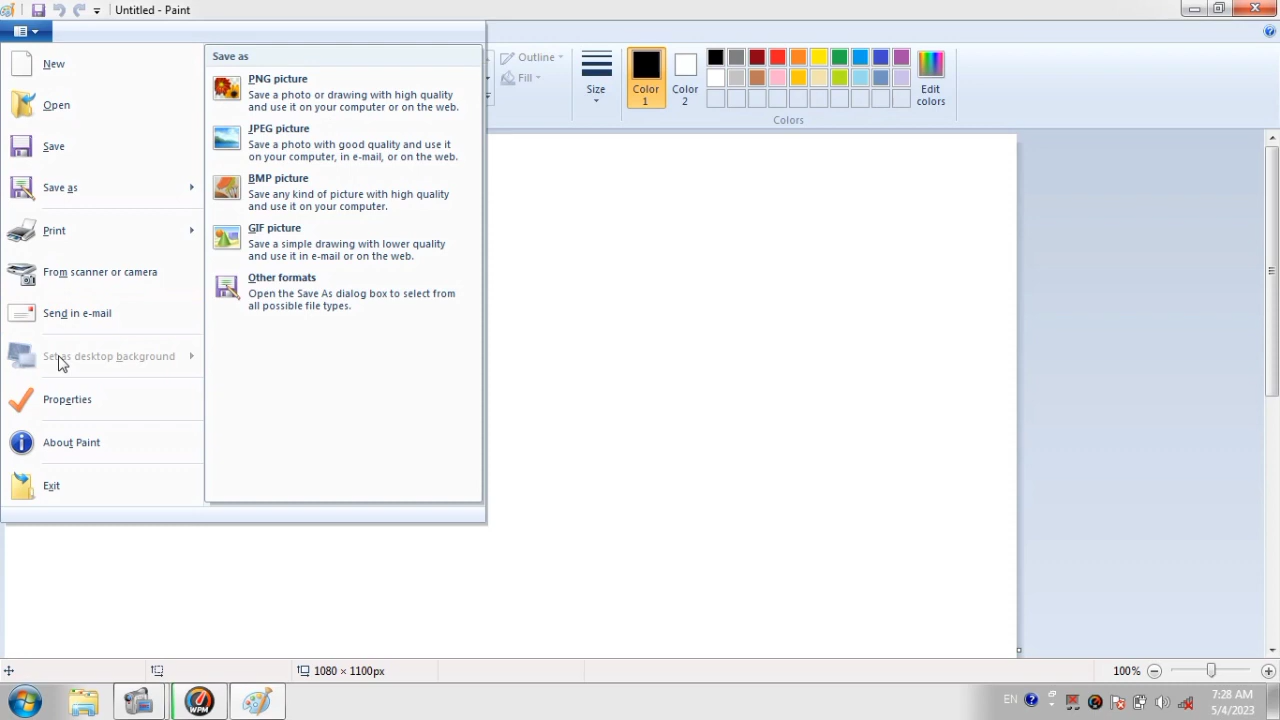 Untitled - Paint
New
Open
Save
Save as
Print
From scanner or camera
Send in e-mail
Set as desktop background
Properties
About Paint
Exit
Save as
PNG picture
Save a photo or drawing with high quality
and use it on your computer or on the web.
JPEG picture
Save a photo with good quality and use it
on your computer, in e-mail, or on the web.
BMP picture
Save any kind of picture with high quality
and use it on your computer.
GIF picture
Save a simple drawing with lower quality
and use it in e-mail or on the web.
Other formats
Open the Save As dialog box to select from
all possible file types.
Outline
Fill
Size
Color
1
Color
2
Edit
colors
Colors
1080 × 1100px
100%
WPM
EN
7:28 AM
5/4/2023